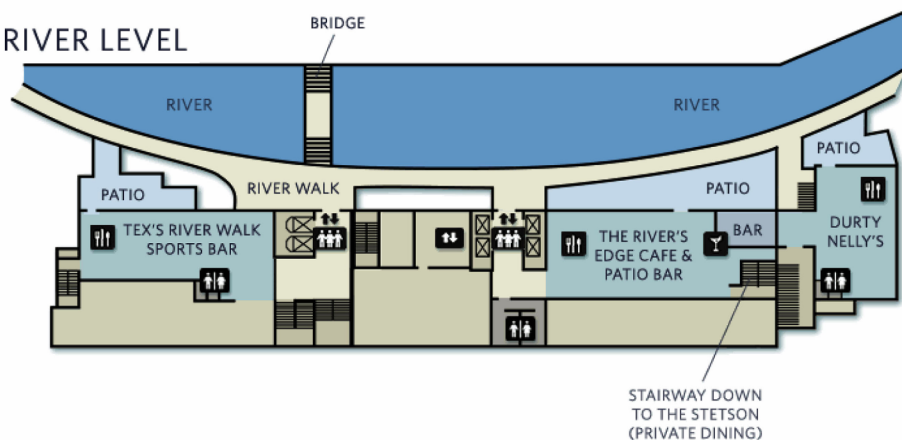 RIVER LEVEL
BRIDGE
RIVER
RIVER
PATIO
PATIO
RIVER WALK
PATIO
TEX'S RIVER WALK
SPORTS BAR
THE RIVER'S
EDGE CAFE &
PATIO BAR
BAR
DURTY
NELLY'S
STAIRWAY DOWN
TO THE STETSON
(PRIVATE DINING)